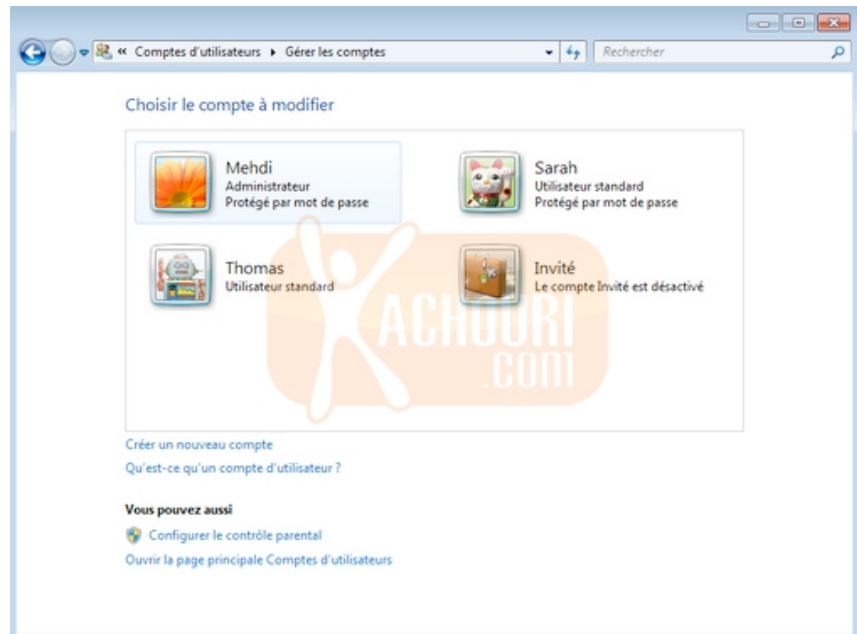 « Comptes d'utilisateurs ▸ Gérer les comptes
Rechercher
Choisir le compte à modifier
Mehdi
Administrateur
Protégé par mot de passe
Sarah
Utilisateur standard
Protégé par mot de passe
Thomas
Utilisateur standard
Invité
Le compte Invité est désactivé
KACHOURI
.com
Créer un nouveau compte
Qu'est-ce qu'un compte d'utilisateur ?
Vous pouvez aussi
Configurer le contrôle parental
Ouvrir la page principale Comptes d'utilisateurs